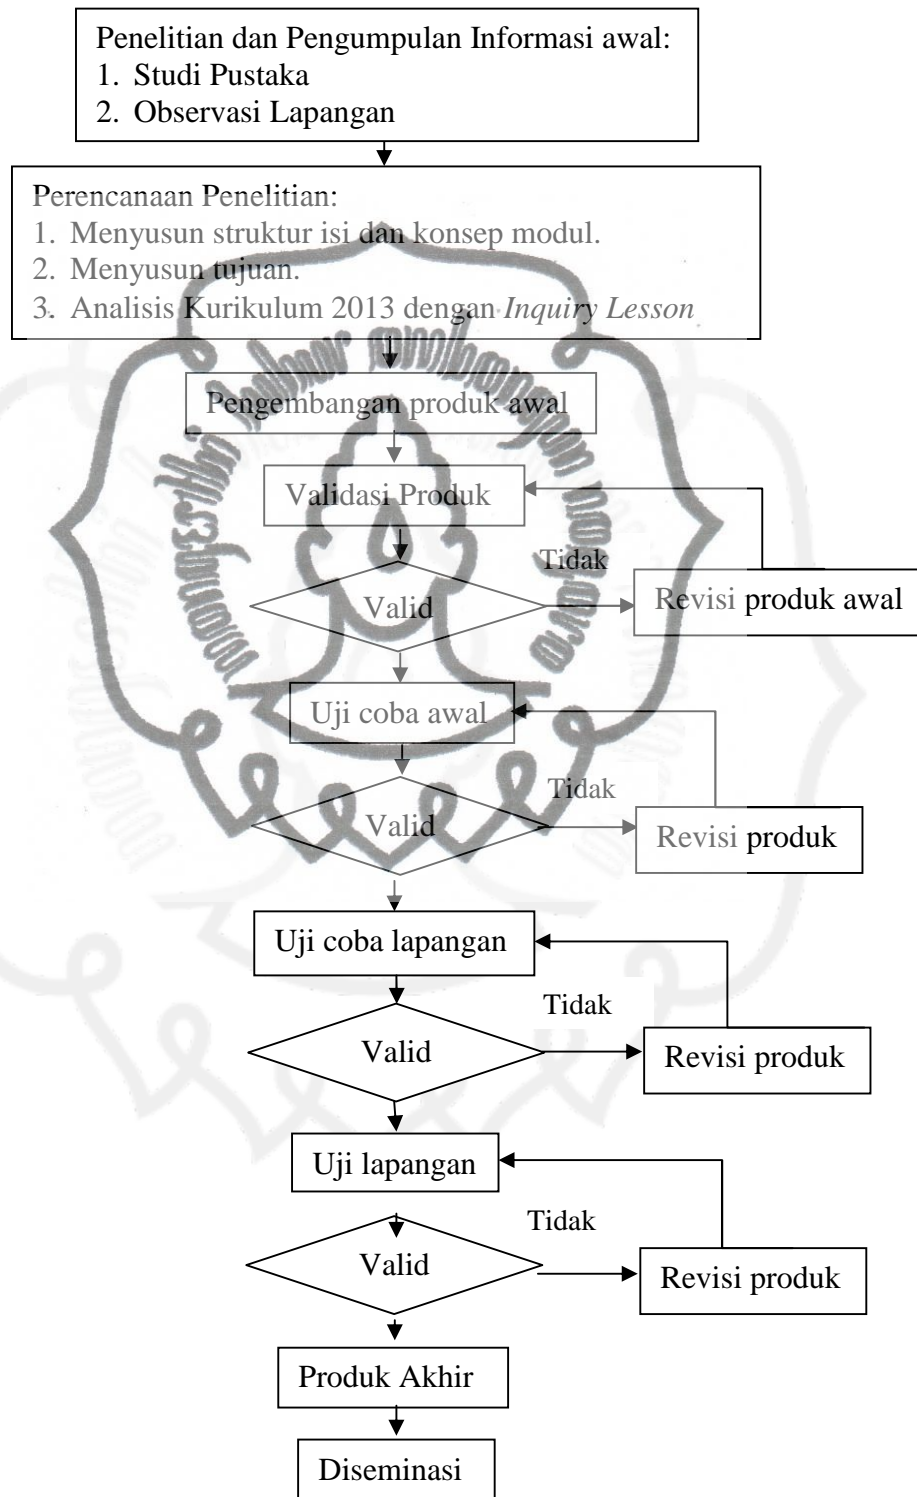 Penelitian dan Pengumpulan Informasi awal:
1. Studi Pustaka
2. Observasi Lapangan
Perencanaan Penelitian:
1. Menyusun struktur isi dan konsep modul.
2. Menyusun tujuan.
3. Analisis Kurikulum 2013 dengan Inquiry Lesson
Pengembangan produk awal
Validasi Produk
Tidak
Valid
Revisi produk awal
Uji coba awal
Tidak
Valid
Revisi produk
Uji coba lapangan
Tidak
Valid
Revisi produk
Uji lapangan
Tidak
Valid
Revisi produk
Produk Akhir
Diseminasi